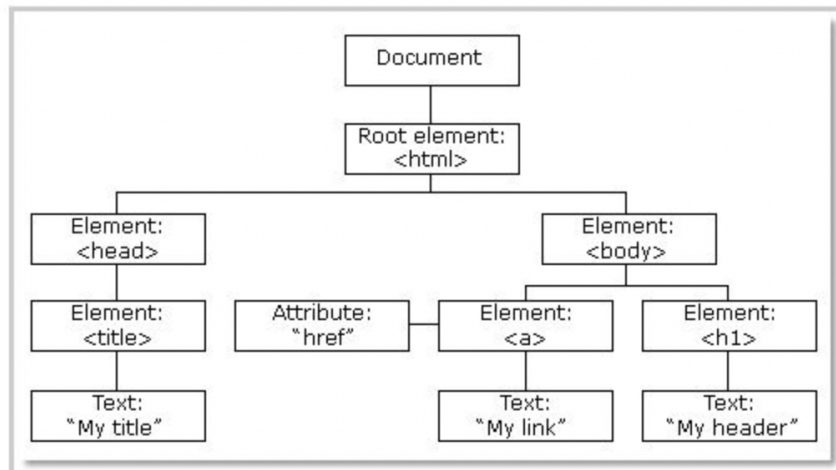 Document
Root element:
<html>
Element:
<head>
Element:
<body>
Element:
<title>
Attribute:
“href”
Element:
<a>
Element:
<h1>
Text:
“My title”
Text:
“My link”
Text:
“My header”